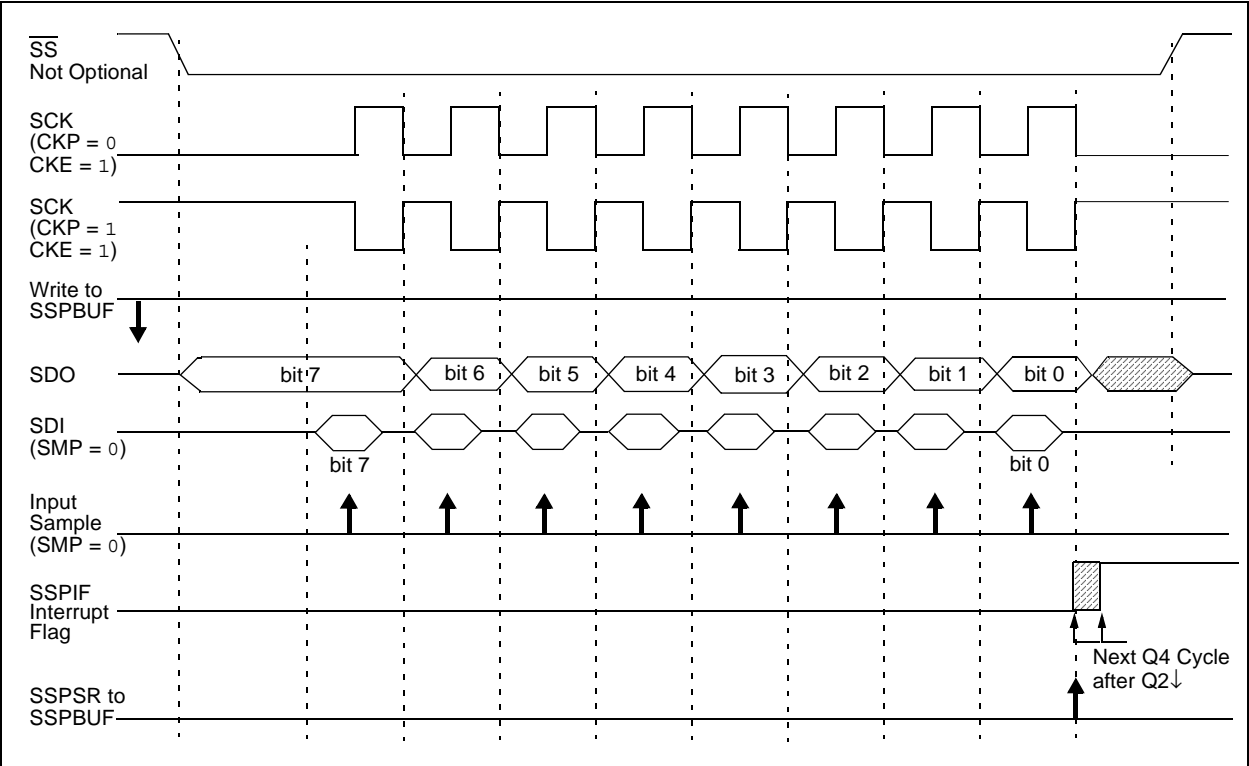 SS
Not Optional
SCK
(CKP = 0
CKE = 1)
SCK
(CKP = 1
CKE = 1)
Write to
SSPBUF
SDO
bit 7
bit 6
bit 5
bit 4
bit 3
bit 2
bit 1
bit 0
SDI
(SMP = 0)
bit 7
bit 0
Input
Sample
(SMP = 0)
SSPIF
Interrupt
Flag
Next Q4 Cycle
after Q2↓
SSPSR to
SSPBUF